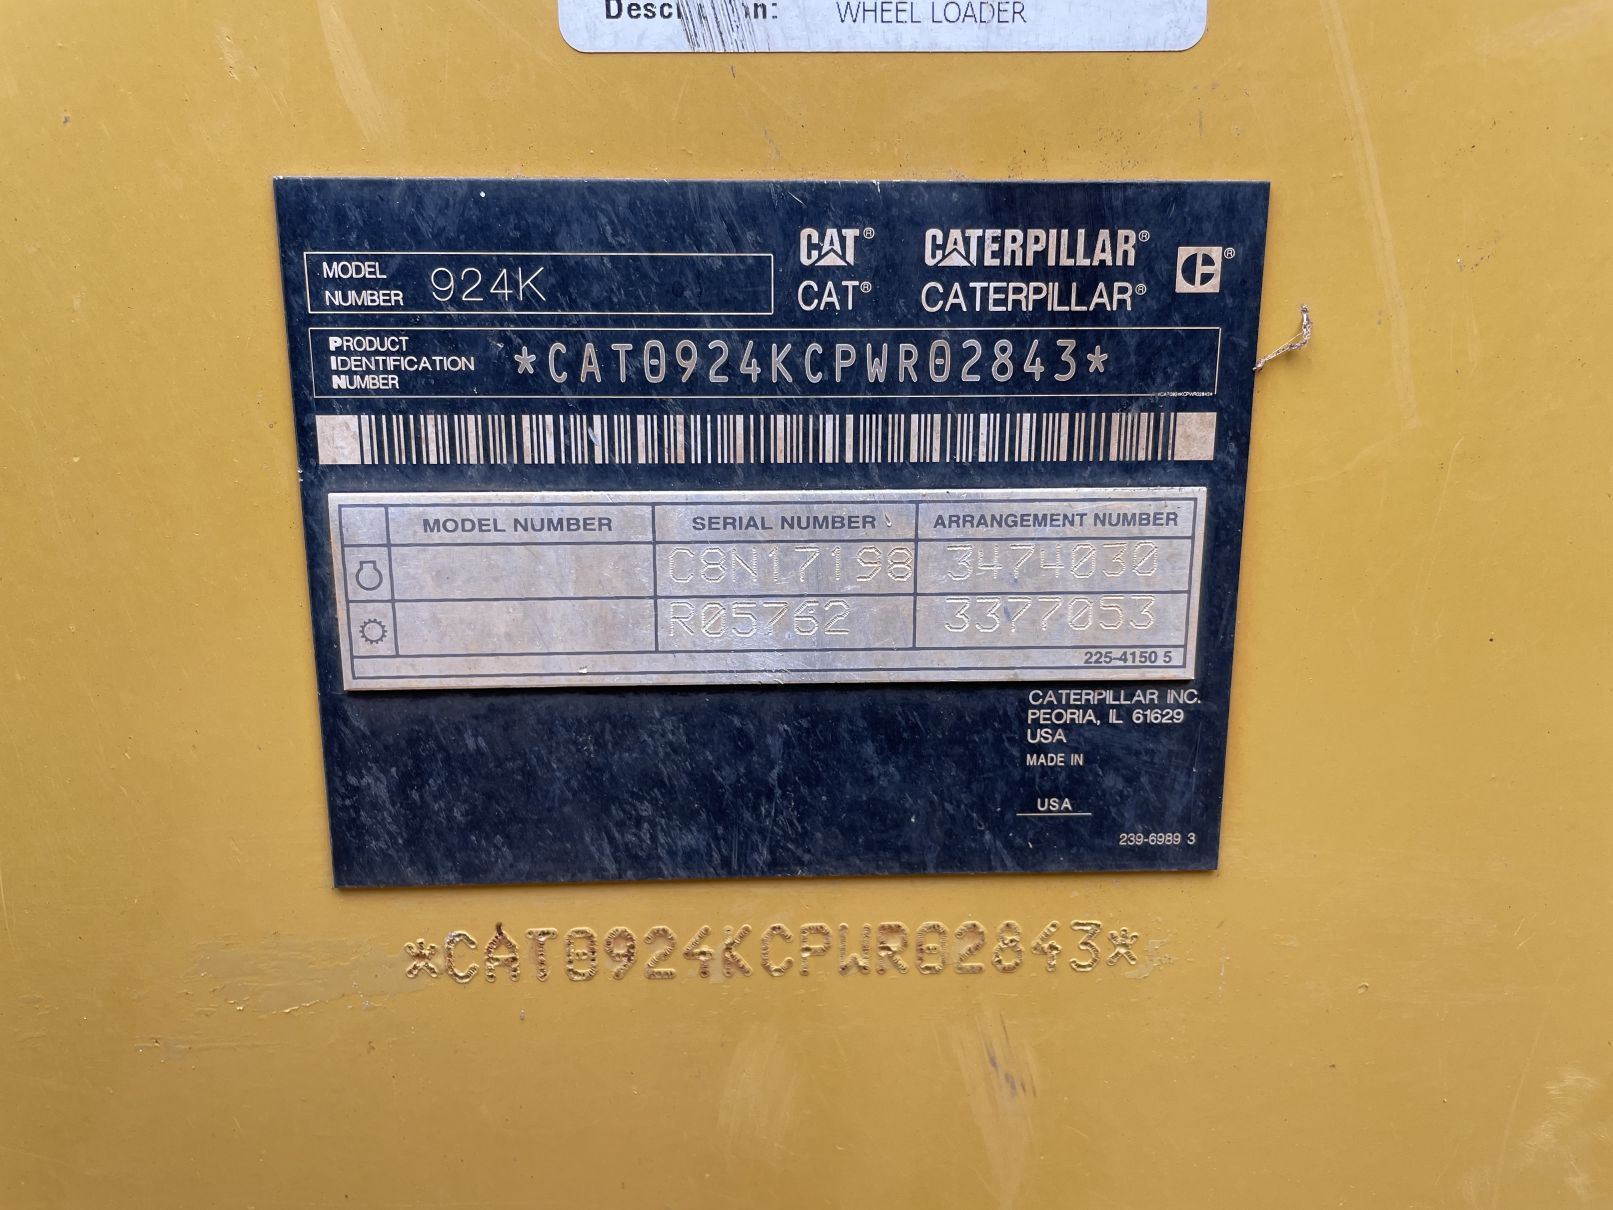 Description: WHEEL LOADER
CAT® CATERPILLAR®
MODEL NUMBER 924K
CAT® CATERPILLAR®
PRODUCT IDENTIFICATION NUMBER *CAT0924KCPWR02843*
*CAT0924KCPWR02843*
MODEL NUMBER SERIAL NUMBER ARRANGEMENT NUMBER
C8N17198 3474030
R05762 3377053
225-4150 5
CATERPILLAR INC.
PEORIA, IL 61629
USA
MADE IN
USA
239-6989 3
*CAT0924KCPWR02843*